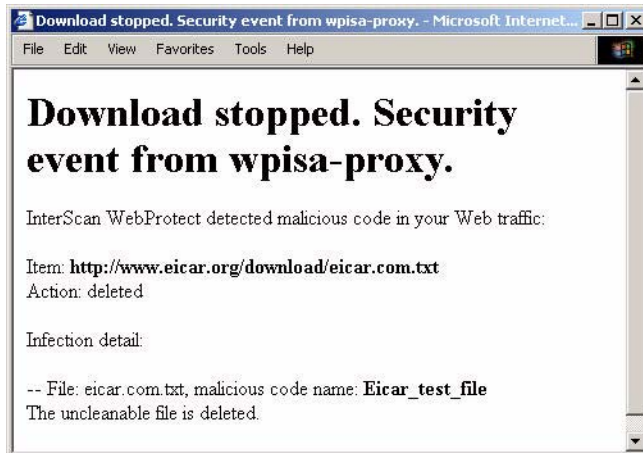 Download stopped. Security event from wpisa-proxy. - Microsoft Internet...
File Edit View Favorites Tools Help
Download stopped. Security
event from wpisa-proxy.
InterScan WebProtect detected malicious code in your Web traffic:
Item: http://www.eicar.org/download/eicar.com.txt
Action: deleted
Infection detail:
-- File: eicar.com.txt, malicious code name: Eicar_test_file
The uncleanable file is deleted.